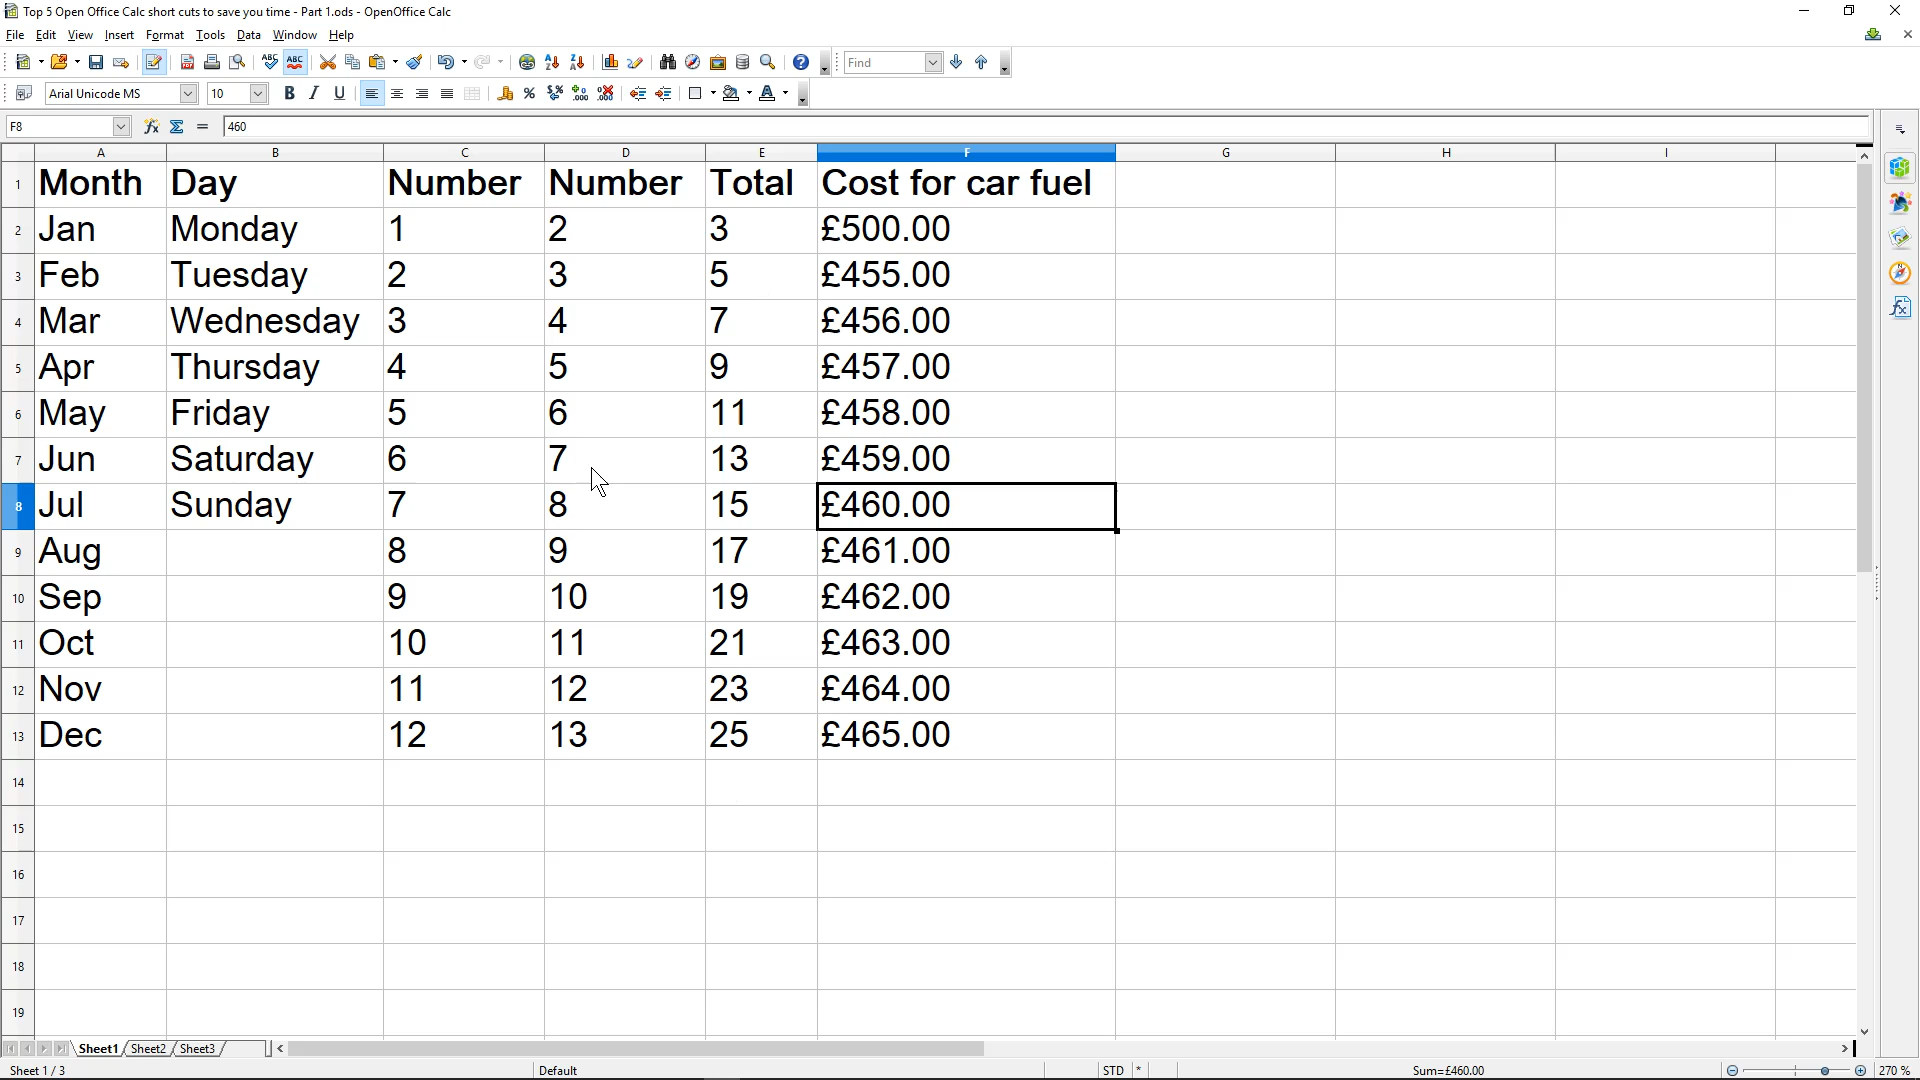 Top 5 Open Office Calc short cuts to save you time - Part 1.ods - OpenOffice Calc
File Edit View Insert Format Tools Data Window Help
Find
Arial Unicode MS 10
F8 460
A B C D E F G H I
1 Month Day Number Number Total Cost for car fuel
2 Jan Monday 1 2 3 £500.00
3 Feb Tuesday 2 3 5 £455.00
4 Mar Wednesday 3 4 7 £456.00
5 Apr Thursday 4 5 9 £457.00
6 May Friday 5 6 11 £458.00
7 Jun Saturday 6 7 13 £459.00
8 Jul Sunday 7 8 15 £460.00
9 Aug 8 9 17 £461.00
10 Sep 9 10 19 £462.00
11 Oct 10 11 21 £463.00
12 Nov 11 12 23 £464.00
13 Dec 12 13 25 £465.00
14
15
16
17
18
19
Sheet1 Sheet2 Sheet3
Sheet 1 / 3 Default STD * Sum=£460.00 270 %